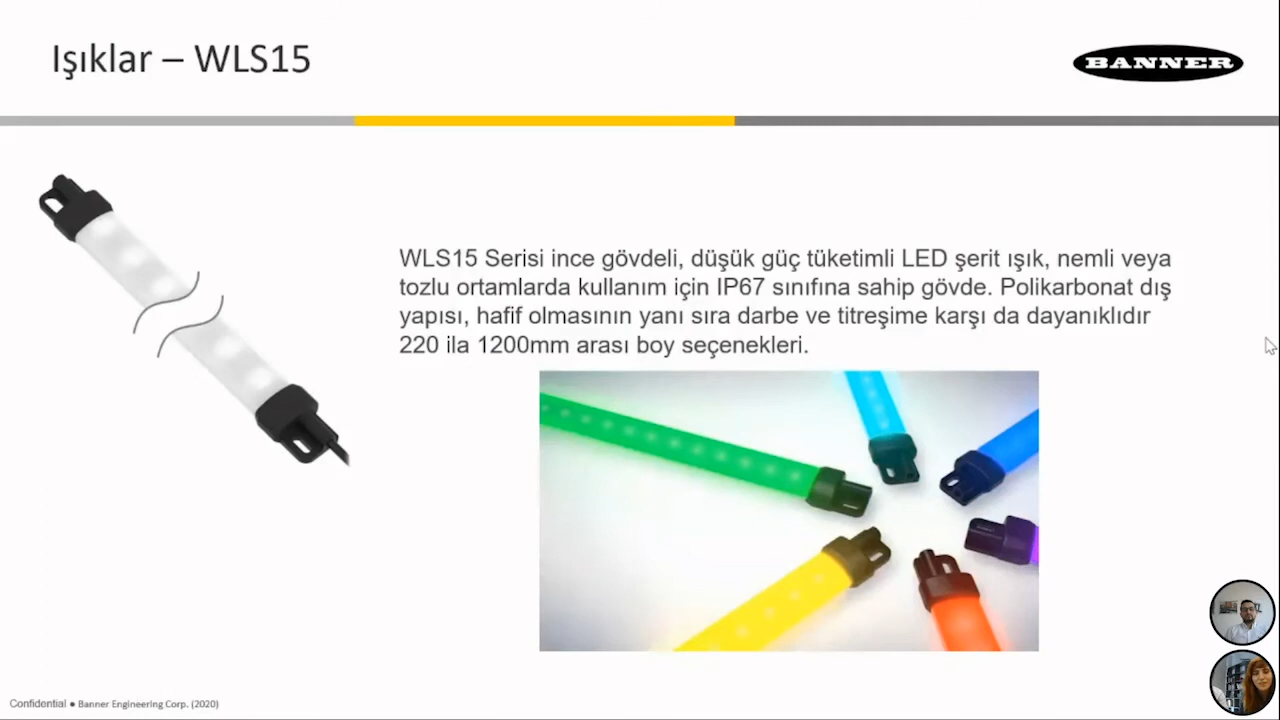 Işıklar – WLS15
BANNER
WLS15 Serisi ince gövdeli, düşük güç tüketimli LED şerit ışık, nemli veya
tozlu ortamlarda kullanım için IP67 sınıfına sahip gövde. Polikarbonat dış
yapısı, hafif olmasının yanı sıra darbe ve titreşime karşı da dayanıklıdır
220 ila 1200mm arası boy seçenekleri.
Confidential ● Banner Engineering Corp. (2020)